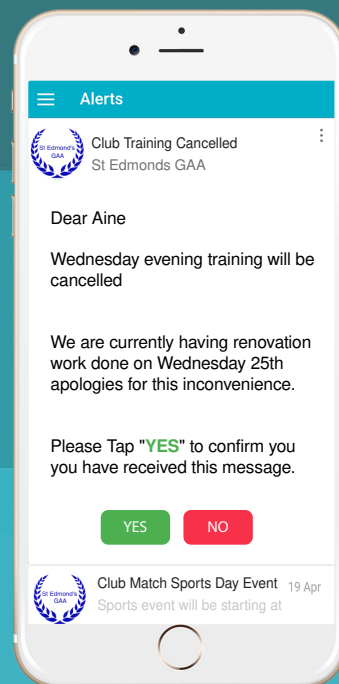 Alerts
St Edmond's
GAA
Club Training Cancelled
St Edmonds GAA
Dear Aine
Wednesday evening training will be
cancelled
We are currently having renovation
work done on Wednesday 25th
apologies for this inconvenience.
Please Tap "YES" to confirm you
you have received this message.
YES NO
St Edmond's
GAA
Club Match Sports Day Event 19 Apr
Sports event will be starting at